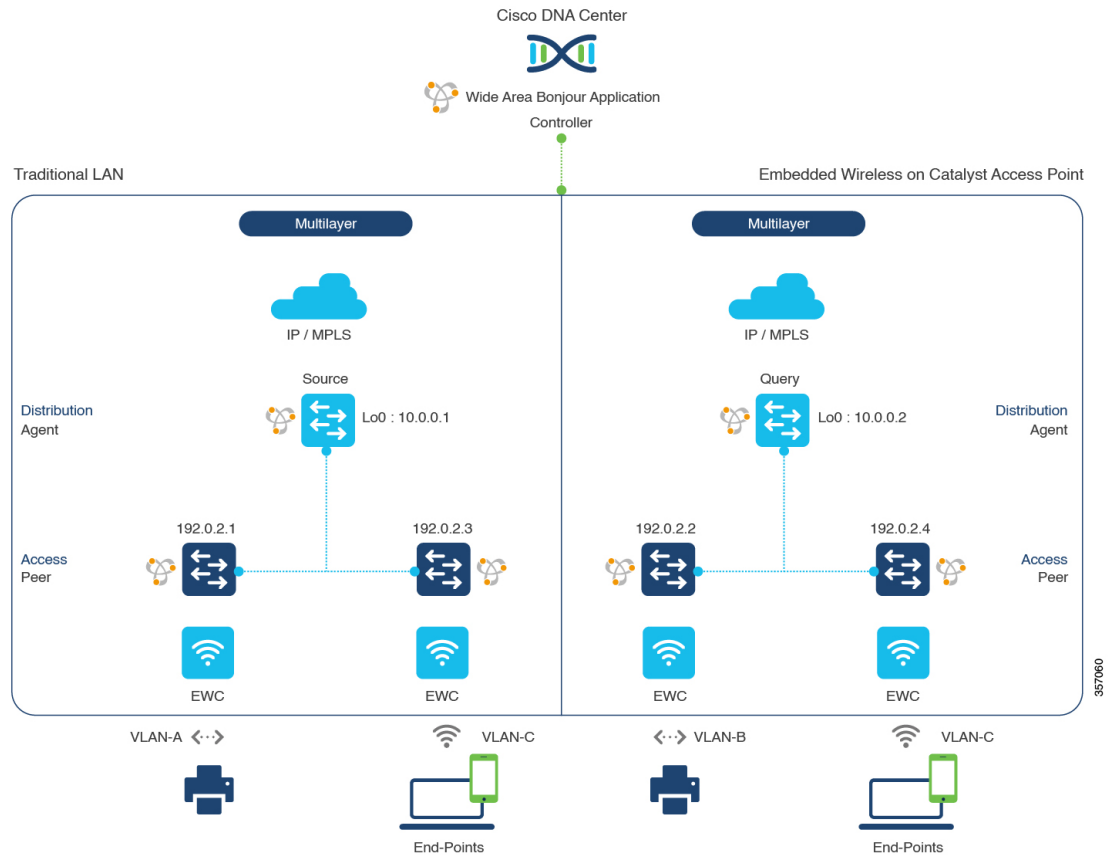 Cisco DNA Center
Wide Area Bonjour Application
Controller
Traditional LAN
Embedded Wireless on Catalyst Access Point
Multilayer
Multilayer
IP / MPLS
IP / MPLS
Source
Query
Distribution
Agent
Lo0 : 10.0.0.1
Lo0 : 10.0.0.2
Distribution
Agent
192.0.2.1
192.0.2.3
192.0.2.2
192.0.2.4
Access
Peer
Access
Peer
EWC
EWC
EWC
EWC
357060
VLAN-A
VLAN-C
VLAN-B
VLAN-C
End-Points
End-Points